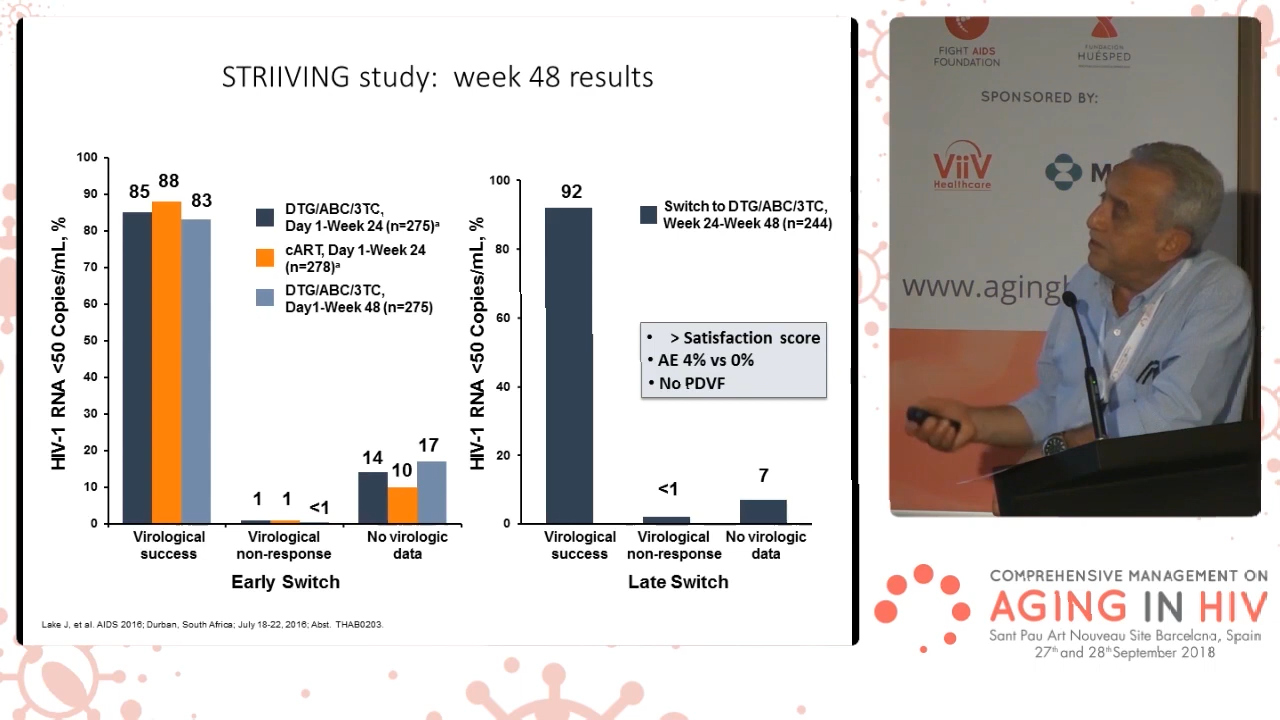 STRIIVING study: week 48 results
HIV-1 RNA <50 Copies/mL, %
100
90
80
70
60
50
40
30
20
10
0
85
88
83
1
1
<1
14
10
17
DTG/ABC/3TC,
Day 1-Week 24 (n=275)ᵃ
cART, Day 1-Week 24
(n=278)ᵃ
DTG/ABC/3TC,
Day1-Week 48 (n=275)
Virological
success
Virological
non-response
No virologic
data
Early Switch
HIV-1 RNA <50 Copies/mL, %
100
80
60
40
20
0
92
<1
7
Switch to DTG/ABC/3TC,
Week 24-Week 48 (n=244)
• > Satisfaction score
• AE 4% vs 0%
• No PDVF
Virological
success
Virological
non-response
No virologic
data
Late Switch
Lake J, et al. AIDS 2016; Durban, South Africa; July 18-22, 2016; Abst. THAB0203.
FIGHT AIDS
FOUNDATION
FUNDACIÓN
HUÉSPED
SPONSORED BY:
ViiV
Healthcare
www.aging
COMPREHENSIVE MANAGEMENT ON
AGING IN HIV
Sant Pau Art Nouveau Site Barcelona, Spain
27th and 28th September 2018